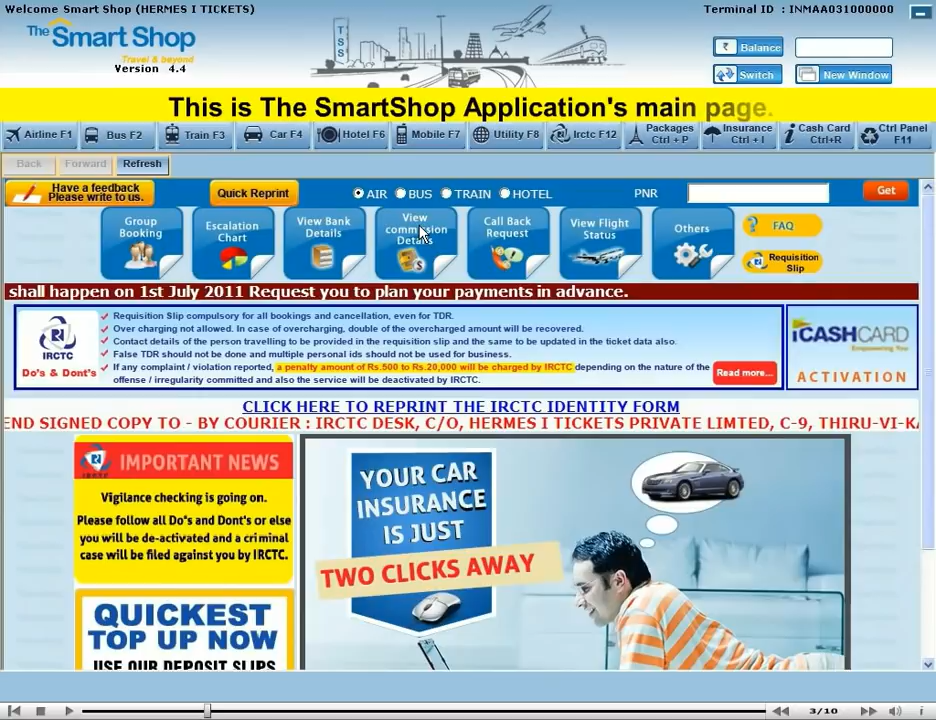 Welcome Smart Shop (HERMES I TICKETS)
Terminal ID : INMAA031000000
The Smart Shop
Travel & beyond
Version 4.4
TSS
₹ Balance
Switch
New Window
This is The SmartShop Application's main page.
Airline F1
Bus F2
Train F3
Car F4
Hotel F6
Mobile F7
Utility F8
Irctc F12
Packages
Ctrl + P
Insurance
Ctrl + I
Cash Card
Ctrl+R
Ctrl Panel
F11
Back
Forward
Refresh
Have a feedback
Please write to us.
Quick Reprint
AIR
BUS
TRAIN
HOTEL
PNR
Get
Group
Booking
Escalation
Chart
View Bank
Details
View
commission
Details
Call Back
Request
View Flight
Status
Others
FAQ
Requisition
Slip
shall happen on 1st July 2011 Request you to plan your payments in advance.
IRCTC
Do's & Dont's
Requisition Slip compulsory for all bookings and cancellation, even for TDR.
Over charging not allowed. In case of overcharging, double of the overcharged amount will be recovered.
Contact details of the person travelling to be provided in the requisition slip and the same to be updated in the ticket data also.
False TDR should not be done and multiple personal ids should not be used for business.
If any complaint / violation reported, a penalty amount of Rs.500 to Rs.20,000 will be charged by IRCTC depending on the nature of the
offense / irregularity committed and also the service will be deactivated by IRCTC.
Read more...
iCASHCARD
Empowering You
ACTIVATION
CLICK HERE TO REPRINT THE IRCTC IDENTITY FORM
END SIGNED COPY TO - BY COURIER : IRCTC DESK, C/O, HERMES I TICKETS PRIVATE LIMTED, C-9, THIRU-VI-KA
IRCTC
IMPORTANT NEWS
Vigilance checking is going on.
Please follow all Do's and Dont's or else
you will be de-activated and a criminal
case will be filed against you by IRCTC.
QUICKEST
TOP UP NOW
USE OUR DEPOSIT SLIPS
YOUR CAR
INSURANCE
IS JUST
TWO CLICKS AWAY
3/10